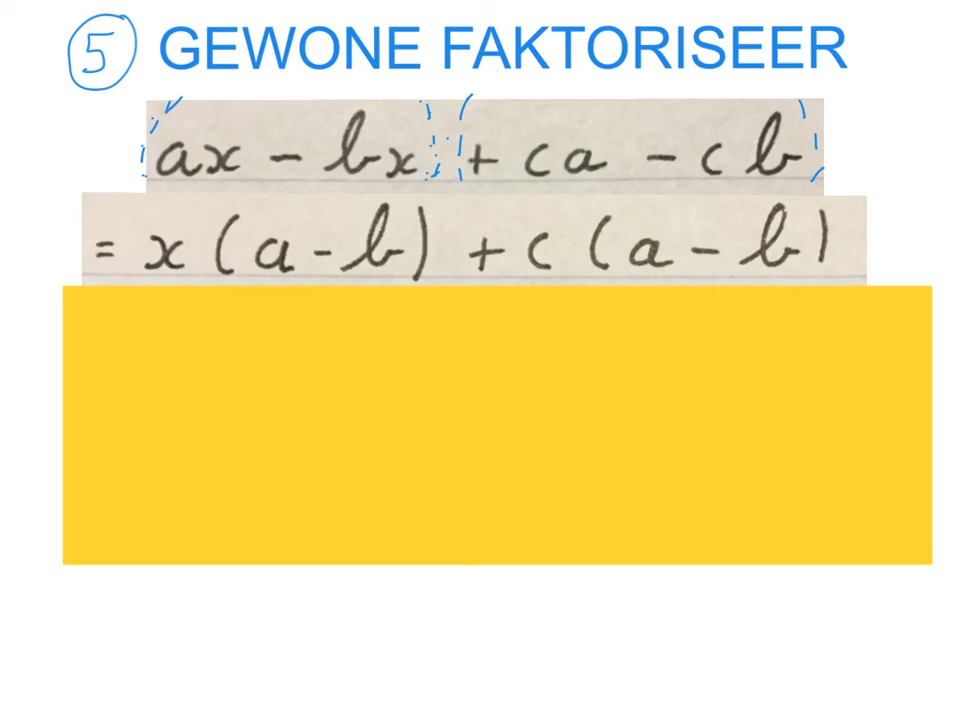 5 GEWONE FAKTORISEER
ax - bx + ca - cb
= x (a - b) + c (a - b)